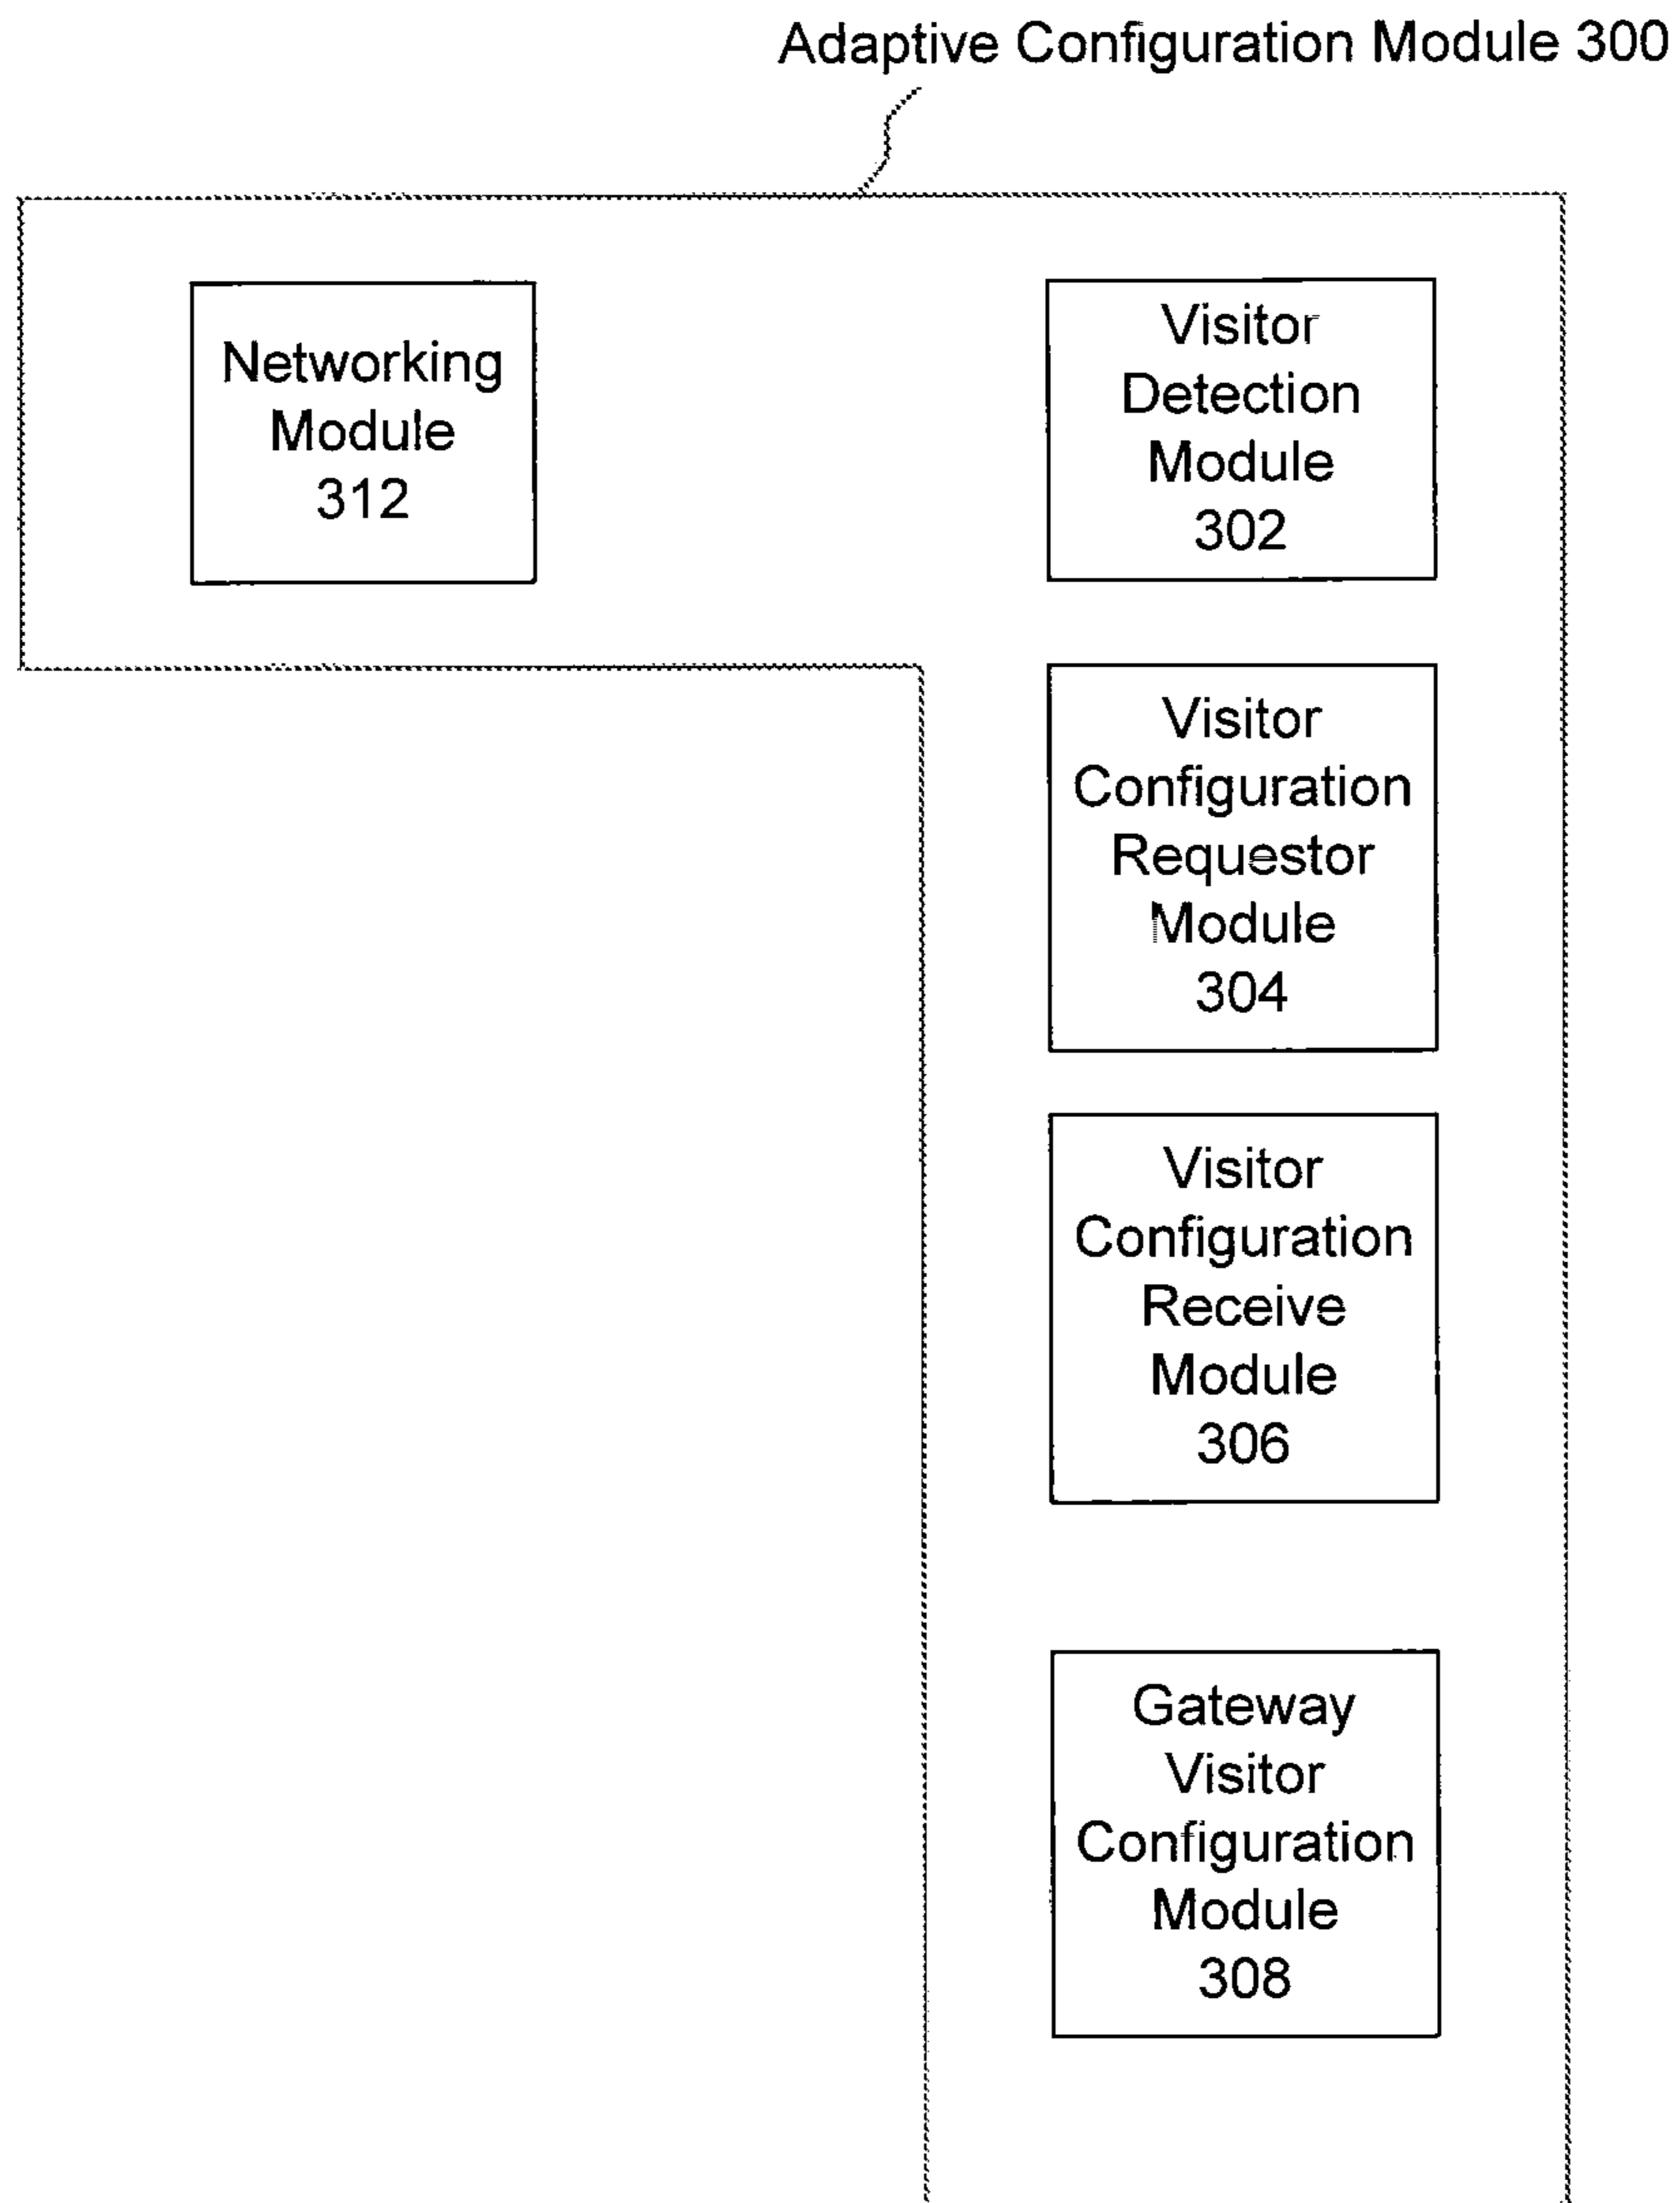 Adaptive Configuration Module 300
Networking
Module
312
Visitor
Detection
Module
302
Visitor
Configuration
Requestor
Module
304
Visitor
Configuration
Receive
Module
306
Gateway
Visitor
Configuration
Module
308